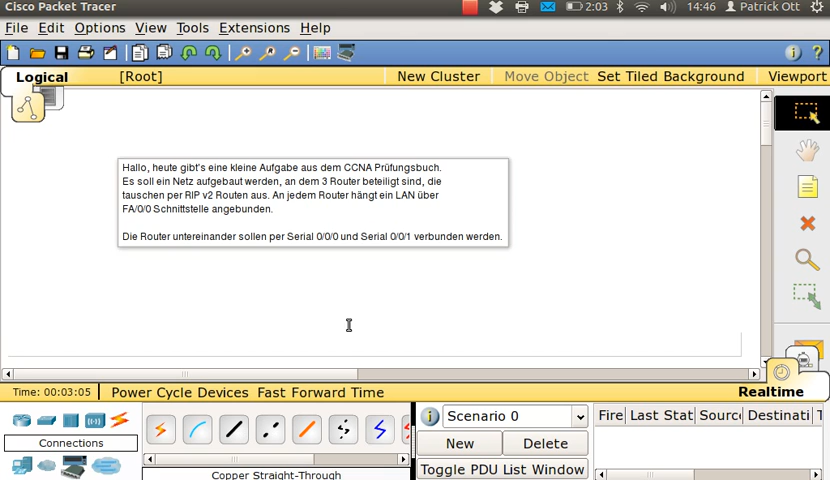 Cisco Packet Tracer
2:03
14:46
Patrick Ott
File Edit Options View Tools Extensions Help
Logical
[Root]
New Cluster
Move Object
Set Tiled Background
Viewport
Hallo, heute gibt's eine kleine Aufgabe aus dem CCNA Prüfungsbuch.
Es soll ein Netz aufgebaut werden, an dem 3 Router beteiligt sind, die
tauschen per RIP v2 Routen aus. An jedem Router hängt ein LAN über
FA/0/0 Schnittstelle angebunden.
Die Router untereinander sollen per Serial 0/0/0 und Serial 0/0/1 verbunden werden.
Time: 00:03:05
Power Cycle Devices Fast Forward Time
Realtime
Connections
Copper Straight-Through
Scenario 0
New
Delete
Toggle PDU List Window
Fire
Last Stat
Source
Destinati